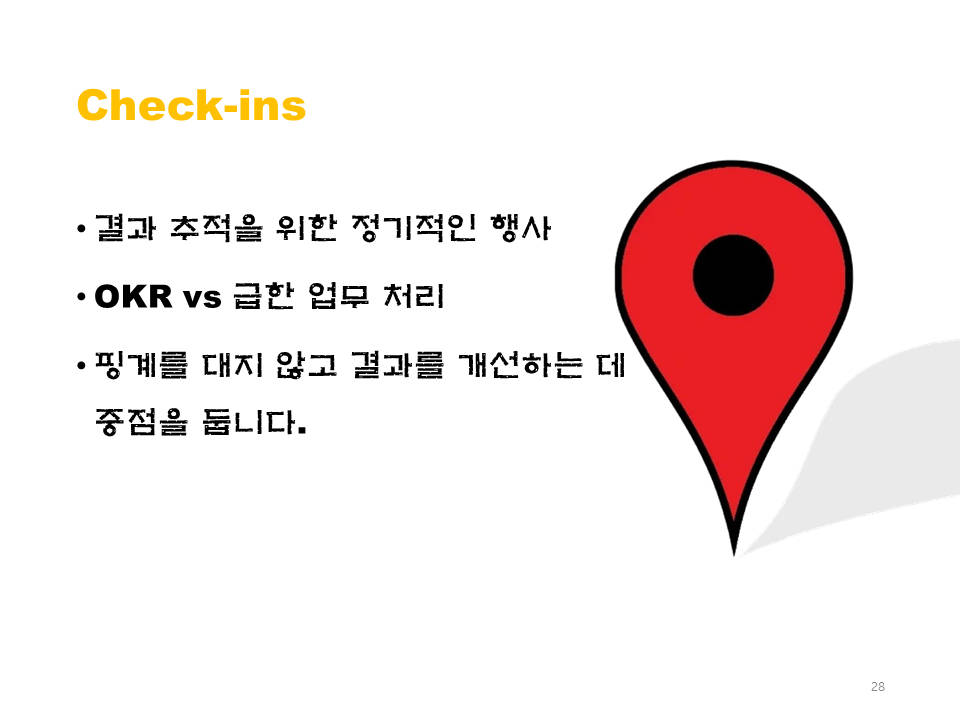 Check-ins
• 결과 추적을 위한 정기적인 행사
• OKR vs 급한 업무 처리
• 핑계를 대지 않고 결과를 개선하는 데
중점을 둡니다.
28